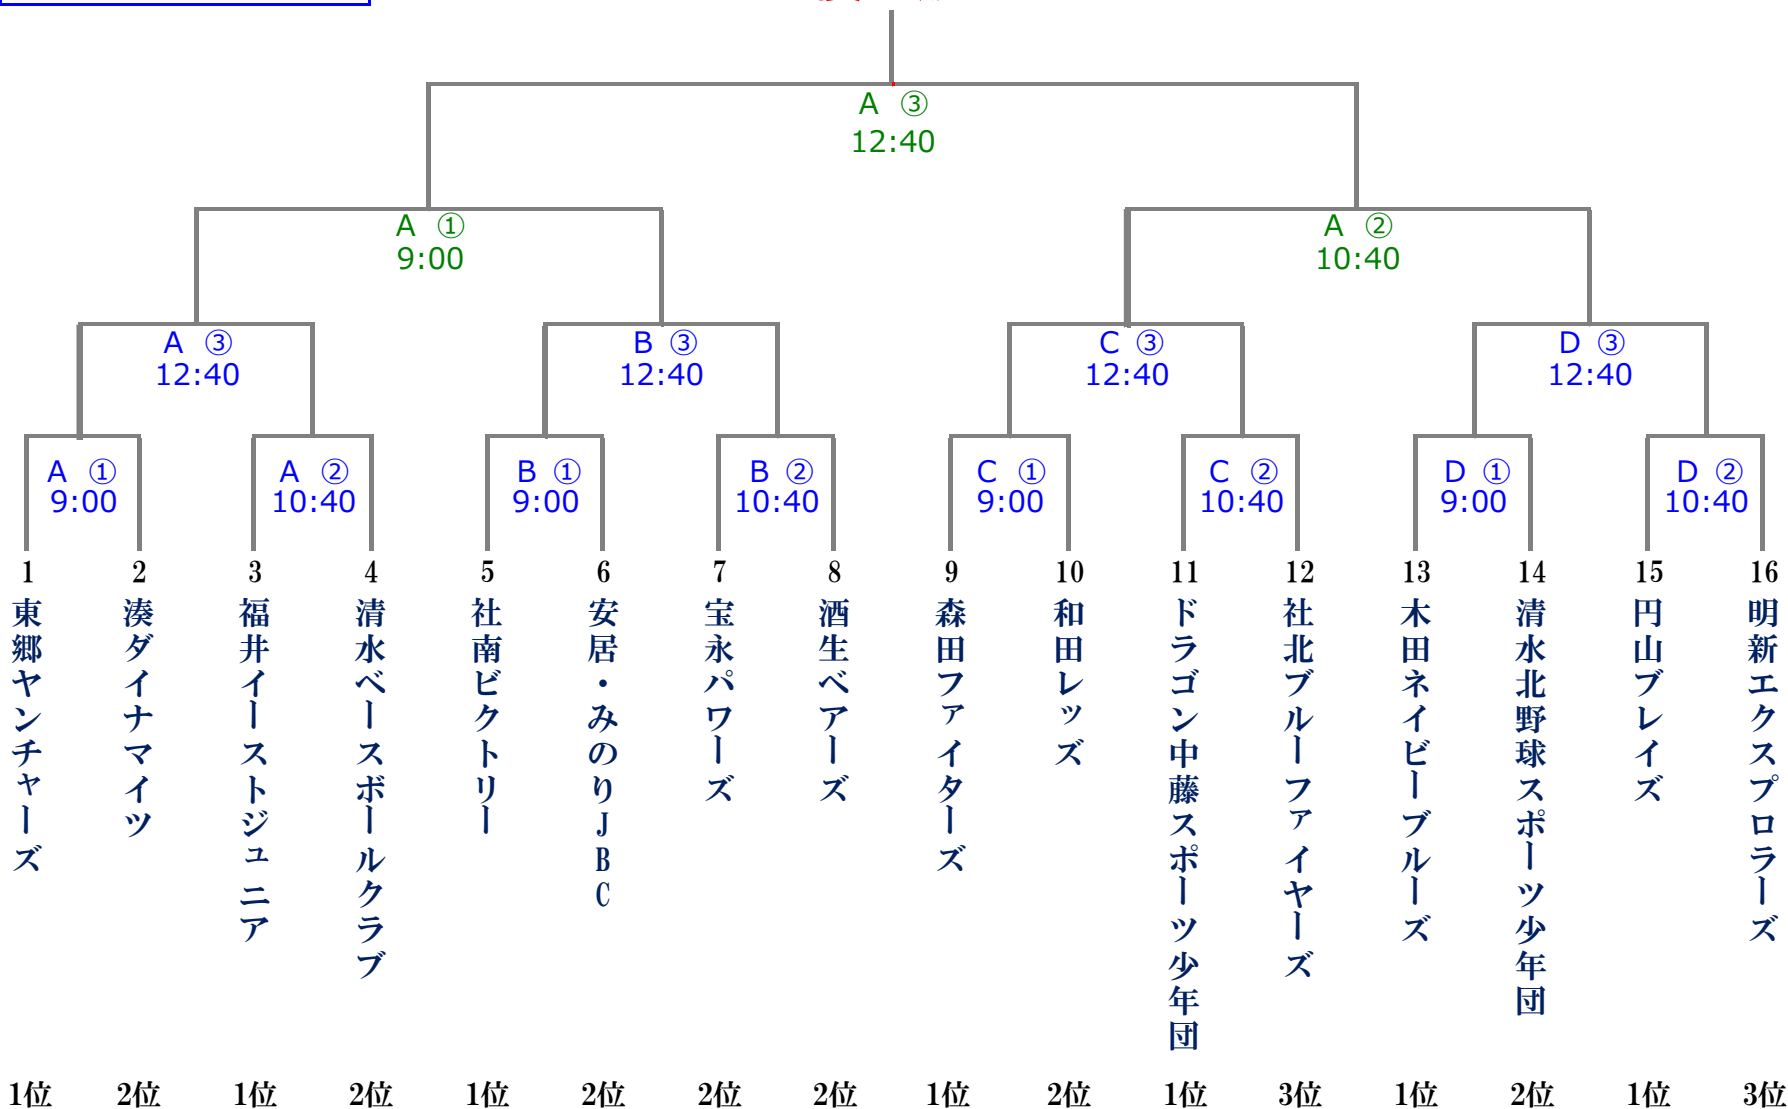 A ③
12:40
A ①
9:00
A ②
10:40
A ③
12:40
B ③
12:40
C ③
12:40
D ③
12:40
A ①
9:00
A ②
10:40
B ①
9:00
B ②
10:40
C ①
9:00
C ②
10:40
D ①
9:00
D ②
10:40
1
東郷ヤンチャーズ
1位
2
湊ダイナマイツ
2位
3
福井イーストジュニア
1位
4
清水ベースボールクラブ
2位
5
社南ビクトリー
1位
6
安居・みのりJBC
2位
7
宝永パワーズ
2位
8
酒生ベアーズ
2位
9
森田ファイターズ
1位
10
和田レッズ
2位
11
ドラゴン中藤スポーツ少年団
1位
12
社北ブルーファイヤーズ
3位
13
木田ネイビーブルーズ
1位
14
清水北野球スポーツ少年団
2位
15
円山ブレイズ
1位
16
明新エクスプロラーズ
3位